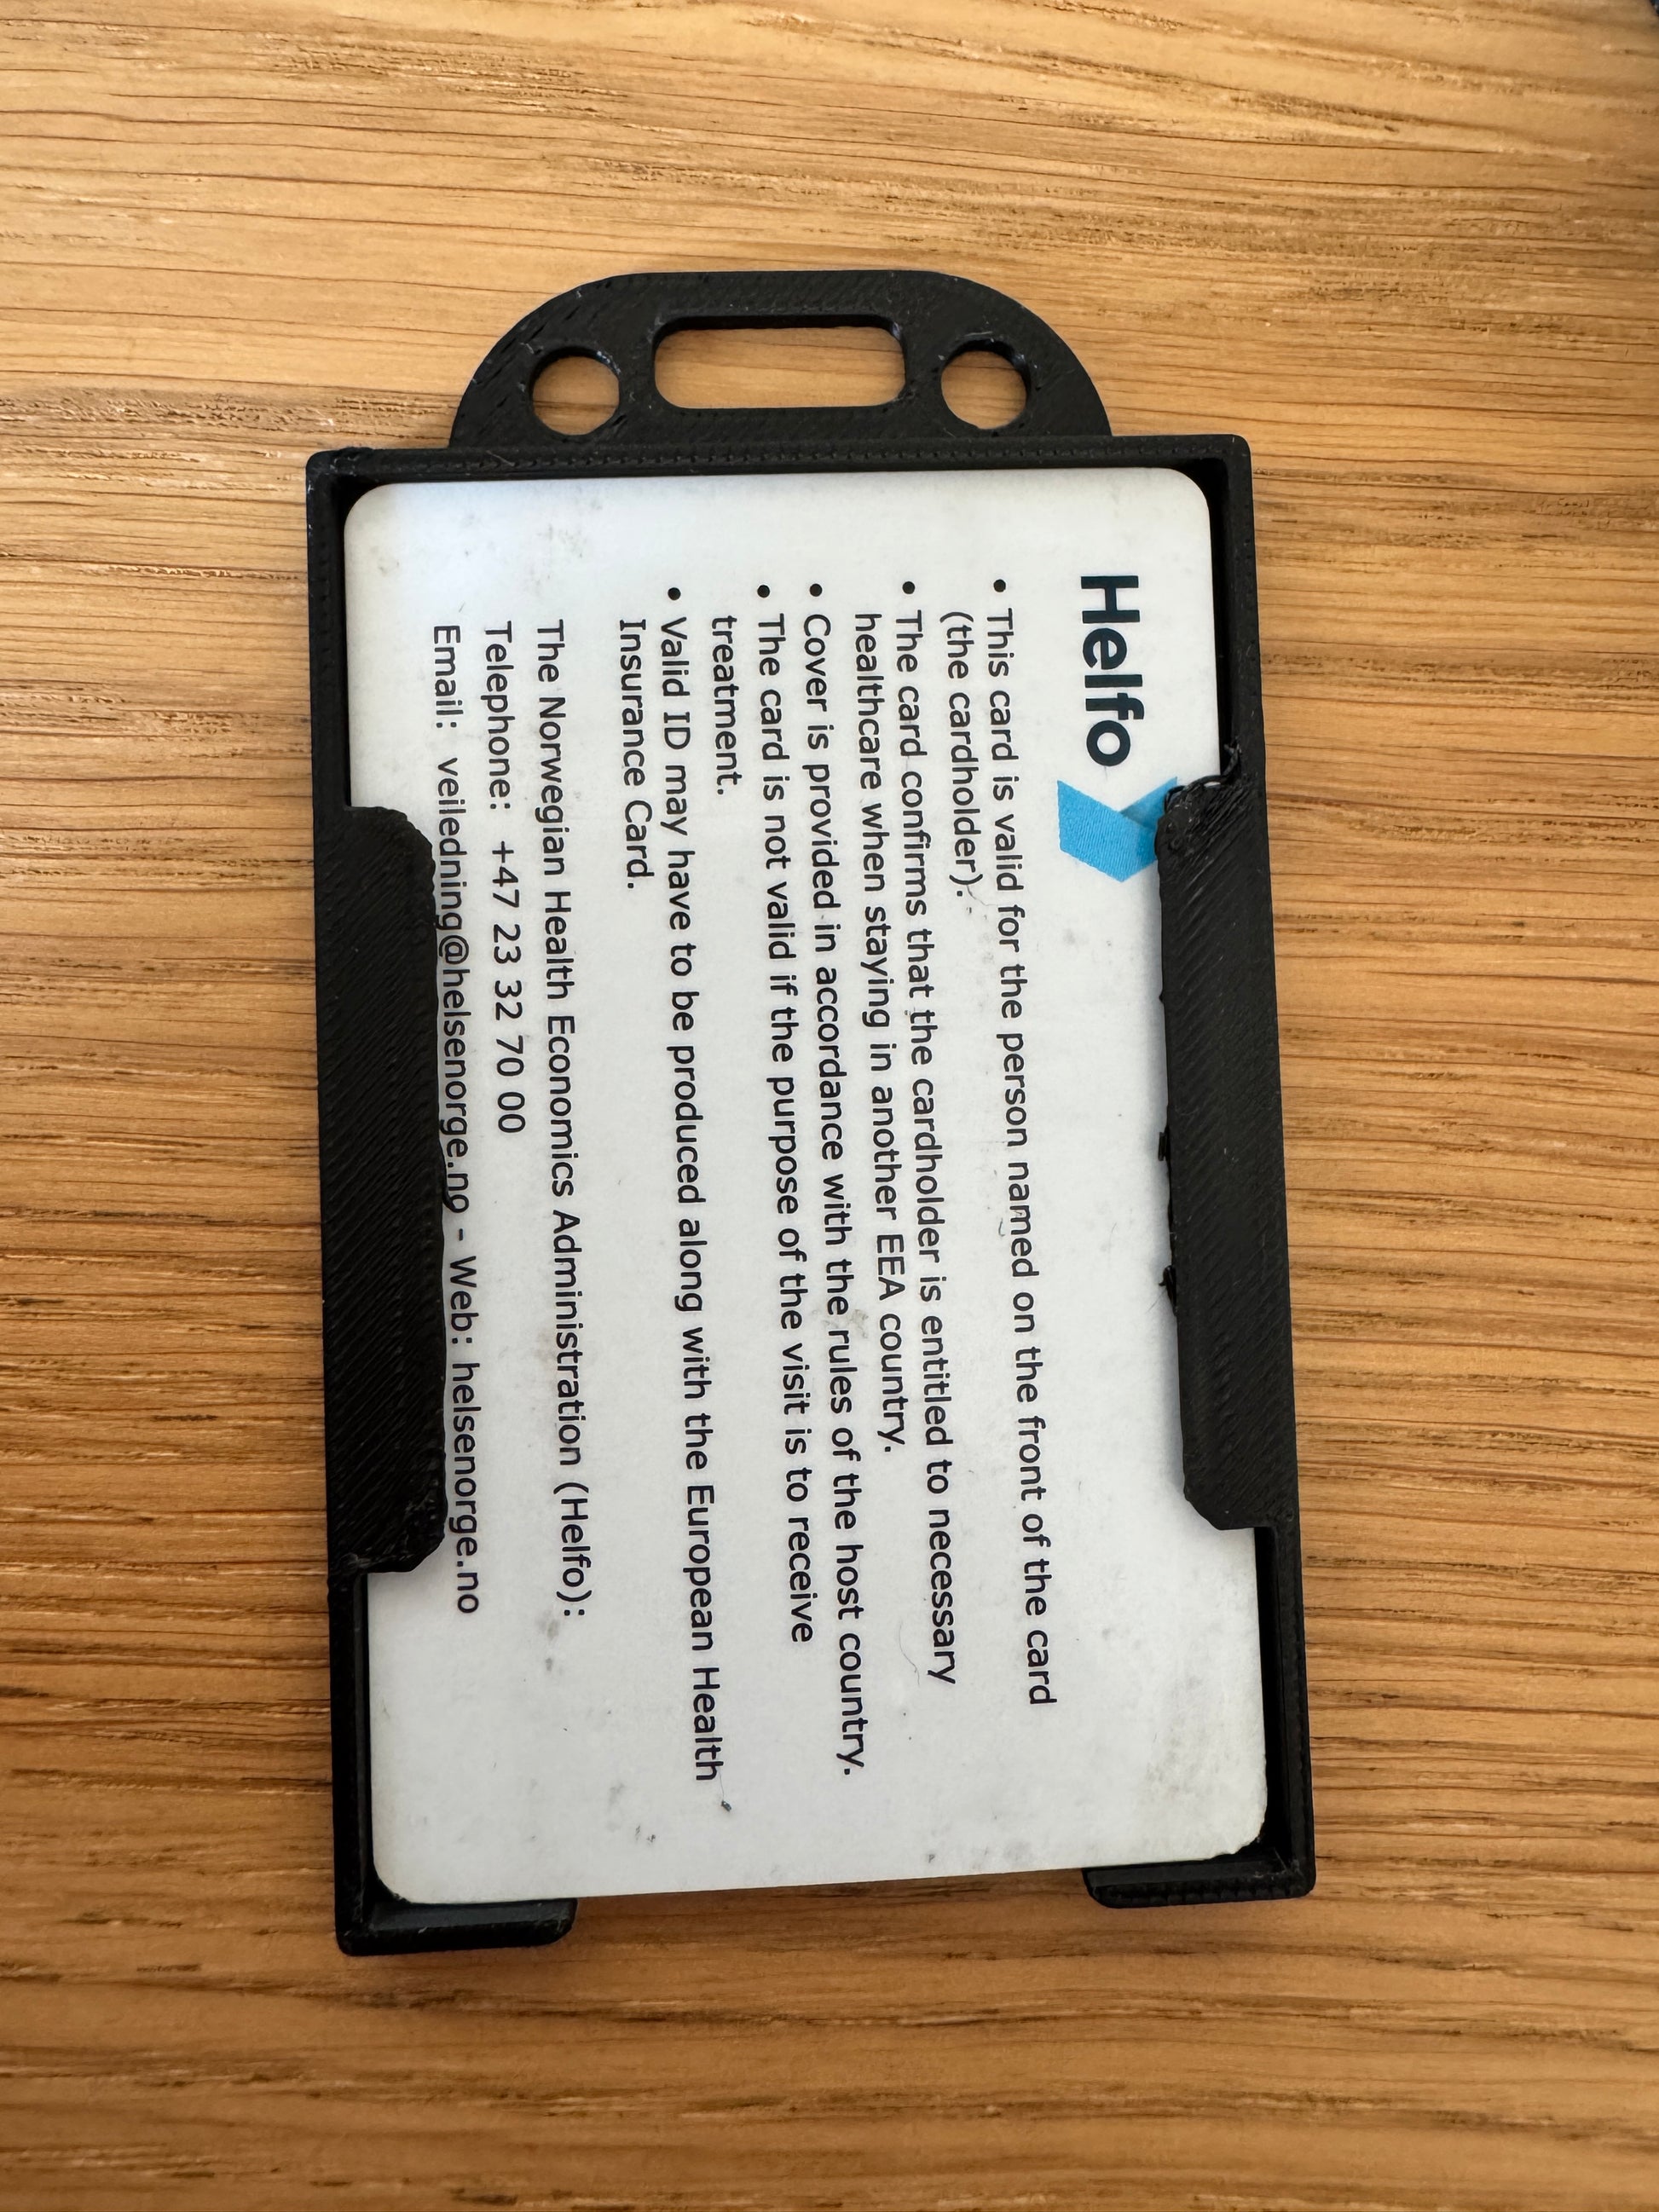 Helfo
• This card is valid for the person named on the front of the card
(the cardholder).
• The card confirms that the cardholder is entitled to necessary
healthcare when staying in another EEA country.
• Cover is provided in accordance with the rules of the host country.
• The card is not valid if the purpose of the visit is to receive
treatment.
• Valid ID may have to be produced along with the European Health
Insurance Card.
The Norwegian Health Economics Administration (Helfo):
Telephone: +47 23 32 70 00
Email: veiledning@helsenorge.no - Web: helsenorge.no